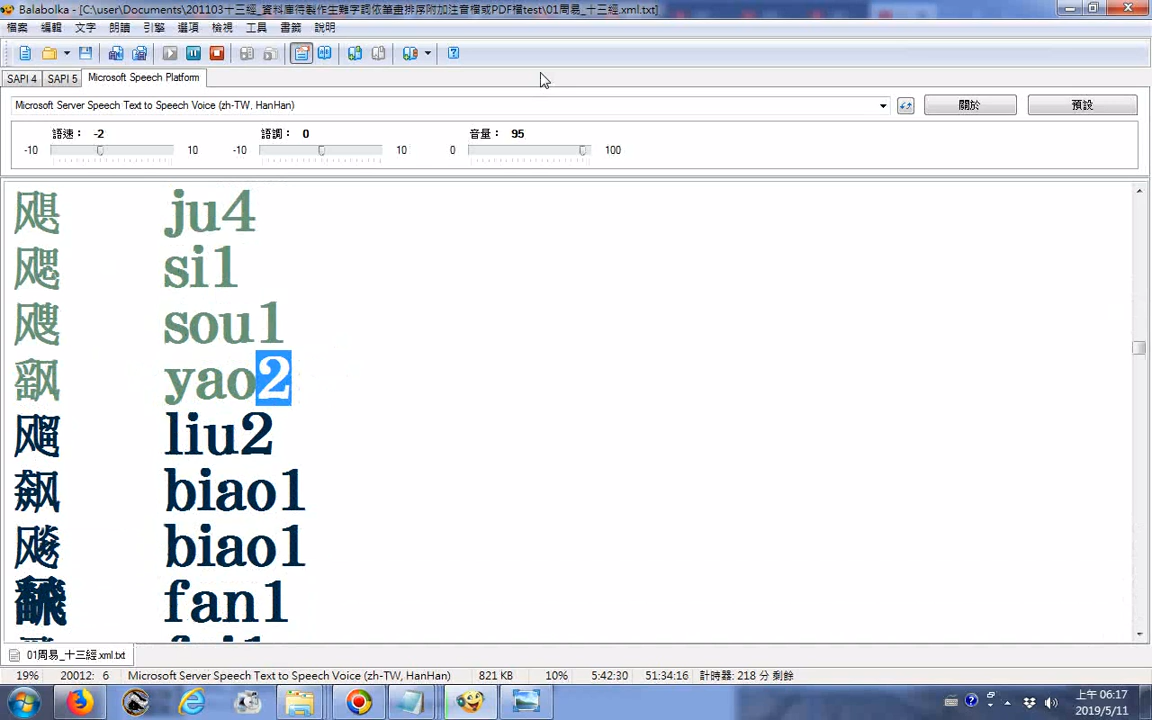 Balabolka - [C:\user\Documents\201103十三經_資料庫待製作生難字詞依筆畫排序附加注音檔或PDF檔test\01周易_十三經.xml.txt]
檔案 編輯 文字 朗讀 引擎 選項 檢視 工具 書籤 說明
SAPI 4 SAPI 5 Microsoft Speech Platform
Microsoft Server Speech Text to Speech Voice (zh-TW, HanHan) 關於 預設
語速： -2 語調： 0 音量： 95
-10 10 -10 10 0 100
ju4
si1
sou1
yao2
liu2
biao1
biao1
fan1
01周易_十三經.xml.txt
19% 20012: 6 Microsoft Server Speech Text to Speech Voice (zh-TW, HanHan) 821 KB 10% 5:42:30 51:34:16 計時器: 218 分 剩餘
上午 06:17
2019/5/11